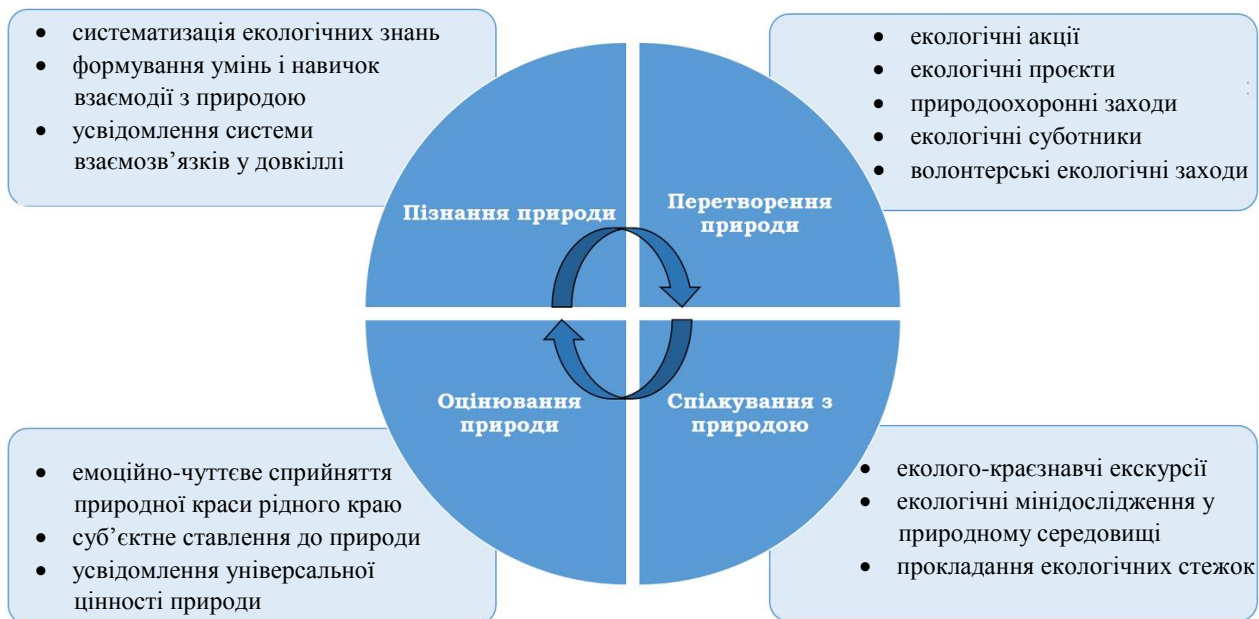 • систематизація екологічних знань
• формування умінь і навичок
взаємодії з природою
• усвідомлення системи
взаємозв’язків у довкіллі
• екологічні акції
• екологічні проєкти
• природоохоронні заходи
• екологічні суботники
• волонтерські екологічні заходи
Пізнання природи
Перетворення
природи
Оцінювання
природи
Спілкування з
природою
• емоційно-чуттєве сприйняття
природної краси рідного краю
• суб’єктне ставлення до природи
• усвідомлення універсальної
цінності природи
• еколого-краєзнавчі екскурсії
• екологічні мінідослідження у
природному середовищі
• прокладання екологічних стежок